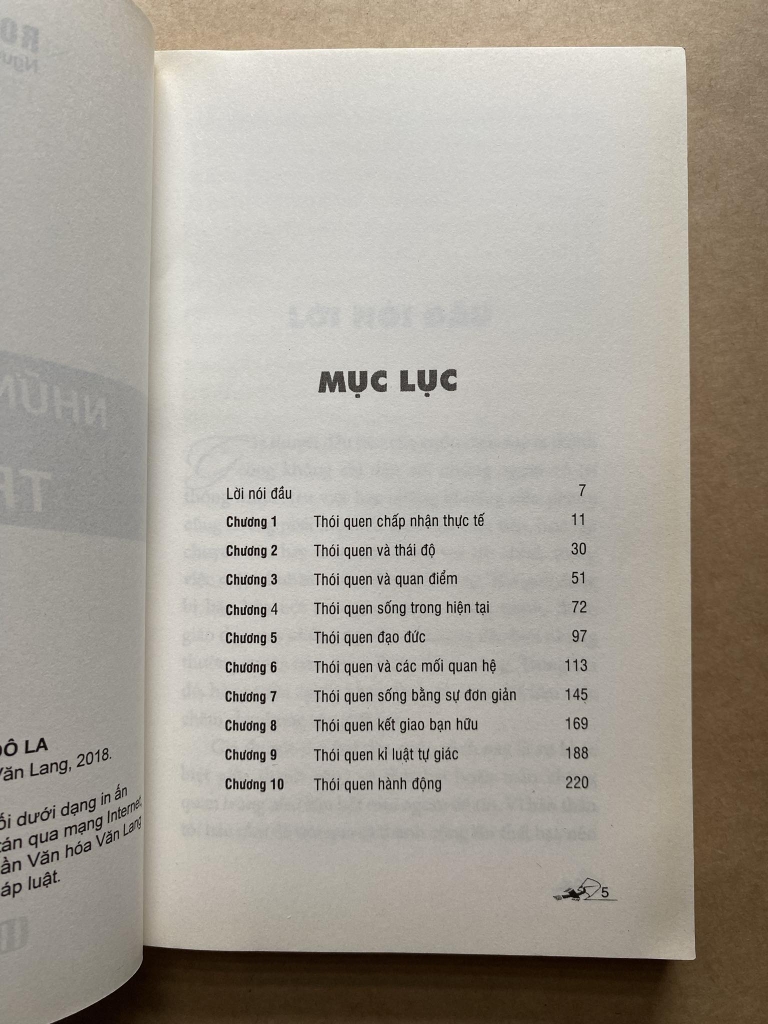 ĐÔ LA
Văn Lang, 2018.
ối dưới dạng in ấn
tán qua mạng Internet,
ần Văn hóa Văn Lang
áp luật.
MỤC LỤC
Lời nói đầu 7
Chương 1 Thói quen chấp nhận thực tế 11
Chương 2 Thói quen và thái độ 30
Chương 3 Thói quen và quan điểm 51
Chương 4 Thói quen sống trong hiện tại 72
Chương 5 Thói quen đạo đức 97
Chương 6 Thói quen và các mối quan hệ 113
Chương 7 Thói quen sống bằng sự đơn giản 145
Chương 8 Thói quen kết giao bạn hữu 169
Chương 9 Thói quen kỉ luật tự giác 188
Chương 10 Thói quen hành động 220
5